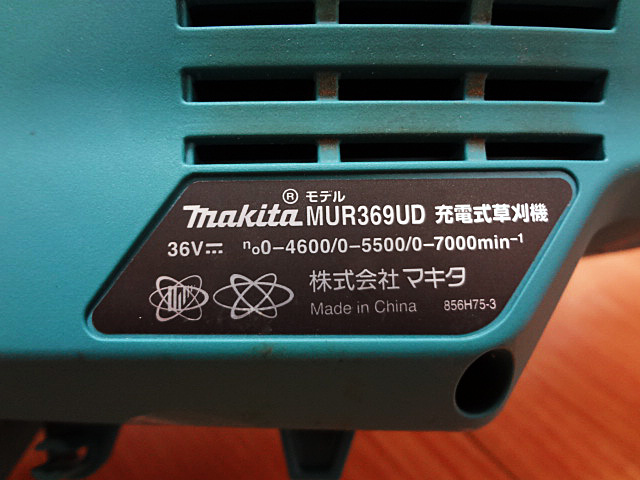 makita® モデル MUR369UD 充電式草刈機
36V⎓ n₀0-4600/0-5500/0-7000min⁻¹
株式会社マキタ
Made in China 856H75-3